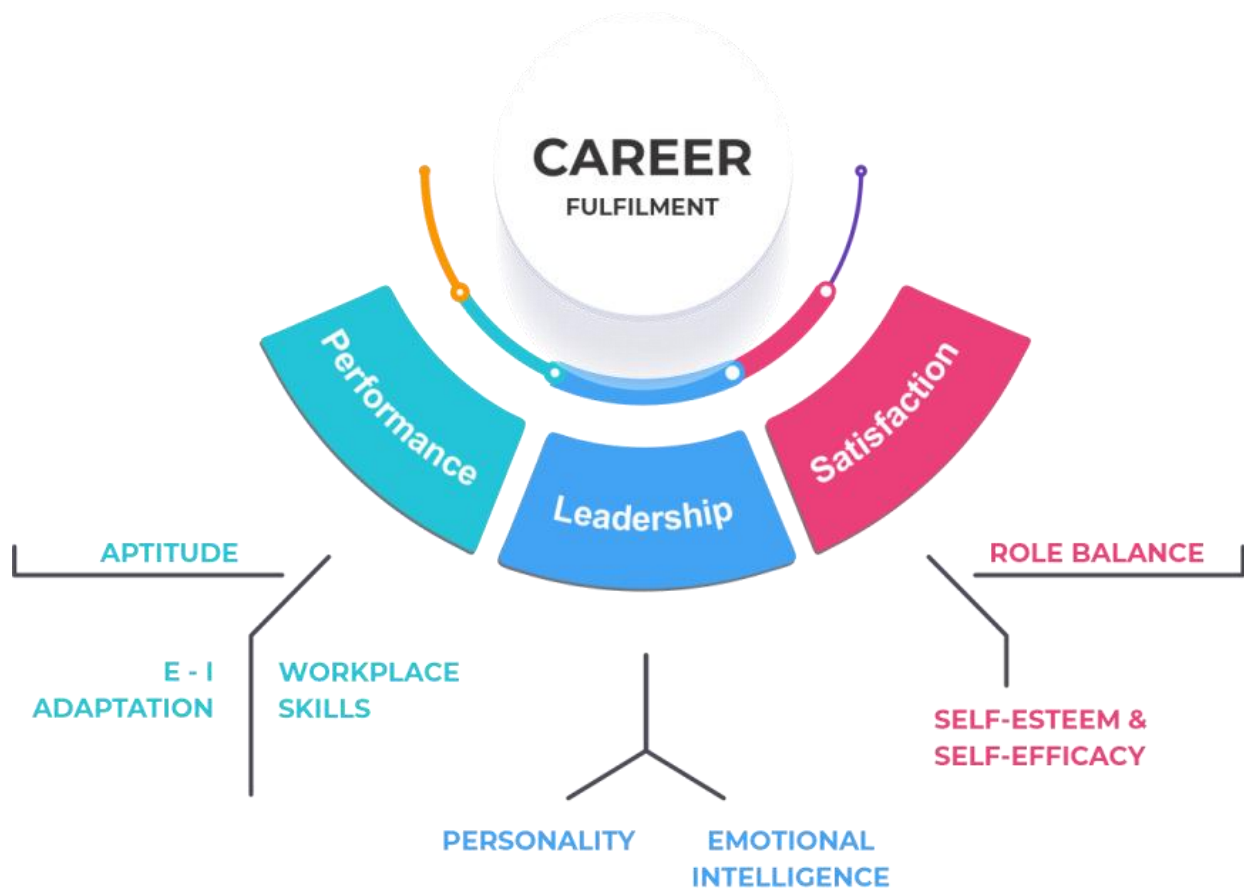 CAREER
FULFILMENT
Performance
Leadership
Satisfaction
APTITUDE
E - I
ADAPTATION
WORKPLACE
SKILLS
PERSONALITY
EMOTIONAL
INTELLIGENCE
ROLE BALANCE
SELF-ESTEEM &
SELF-EFFICACY